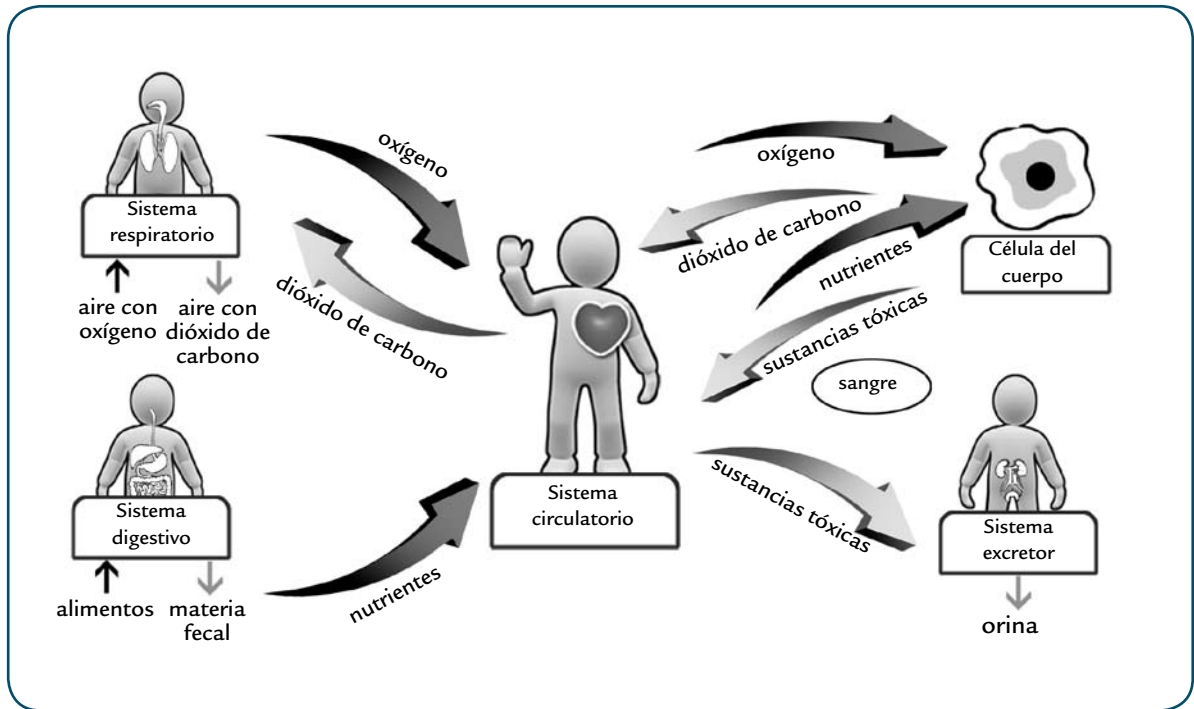 Sistema
respiratorio
aire con
oxígeno
aire con
dióxido de
carbono
oxígeno
dióxido de carbono
Sistema
digestivo
alimentos
materia
fecal
nutrientes
Sistema
circulatorio
oxígeno
dióxido de carbono
nutrientes
sustancias tóxicas
Célula del
cuerpo
sangre
sustancias tóxicas
Sistema
excretor
orina